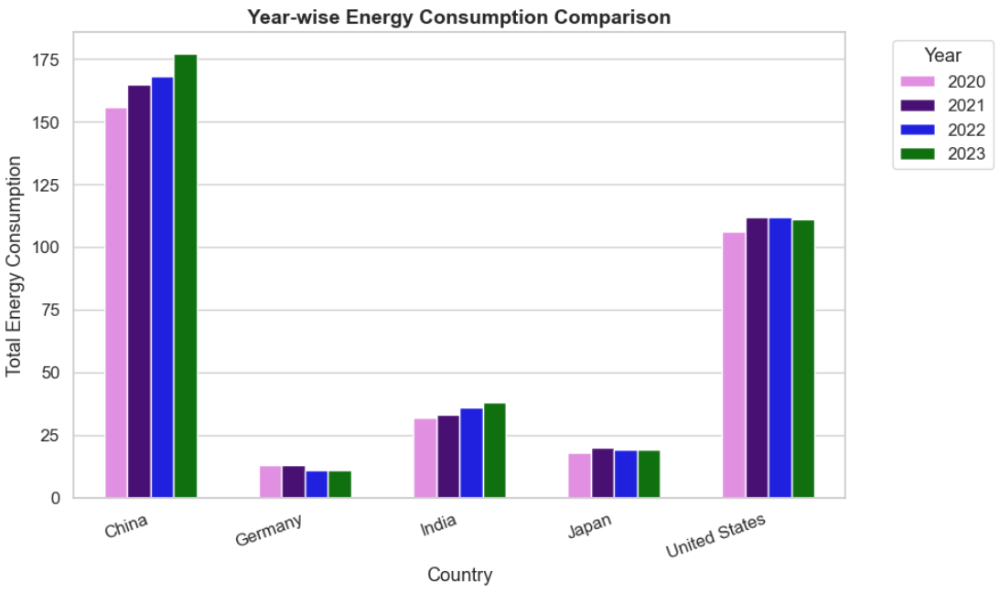 Year-wise Energy Consumption Comparison
Year
2020
2021
2022
2023
Total Energy Consumption
175
150
125
100
75
50
25
0
China
Germany
India
Japan
United States
Country